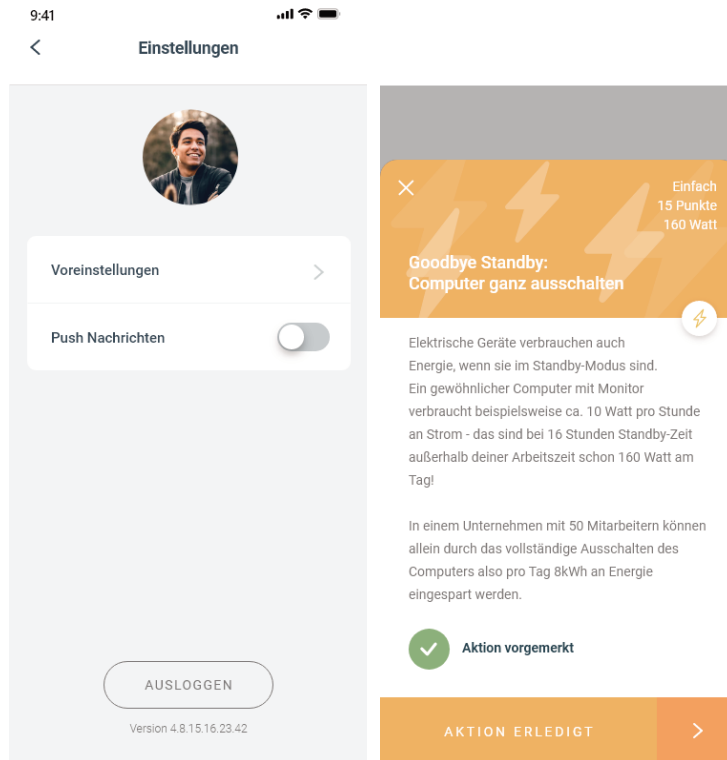 9:41
Einstellungen
Voreinstellungen
Push Nachrichten
AUSLOGGEN
Version 4.8.15.16.23.42
Einfach
15 Punkte
160 Watt
Goodbye Standby:
Computer ganz ausschalten
Elektrische Geräte verbrauchen auch
Energie, wenn sie im Standby-Modus sind.
Ein gewöhnlicher Computer mit Monitor
verbraucht beispielsweise ca. 10 Watt pro Stunde
an Strom - das sind bei 16 Stunden Standby-Zeit
außerhalb deiner Arbeitszeit schon 160 Watt am
Tag!
In einem Unternehmen mit 50 Mitarbeitern können
allein durch das vollständige Ausschalten des
Computers also pro Tag 8kWh an Energie
eingespart werden.
Aktion vorgemerkt
AKTION ERLEDIGT